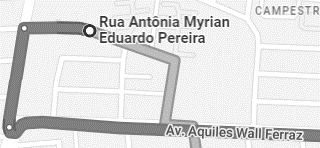 CAMPESTR
Rua Antônia Myrian
Eduardo Pereira
Av. Aquiles Wall Ferraz